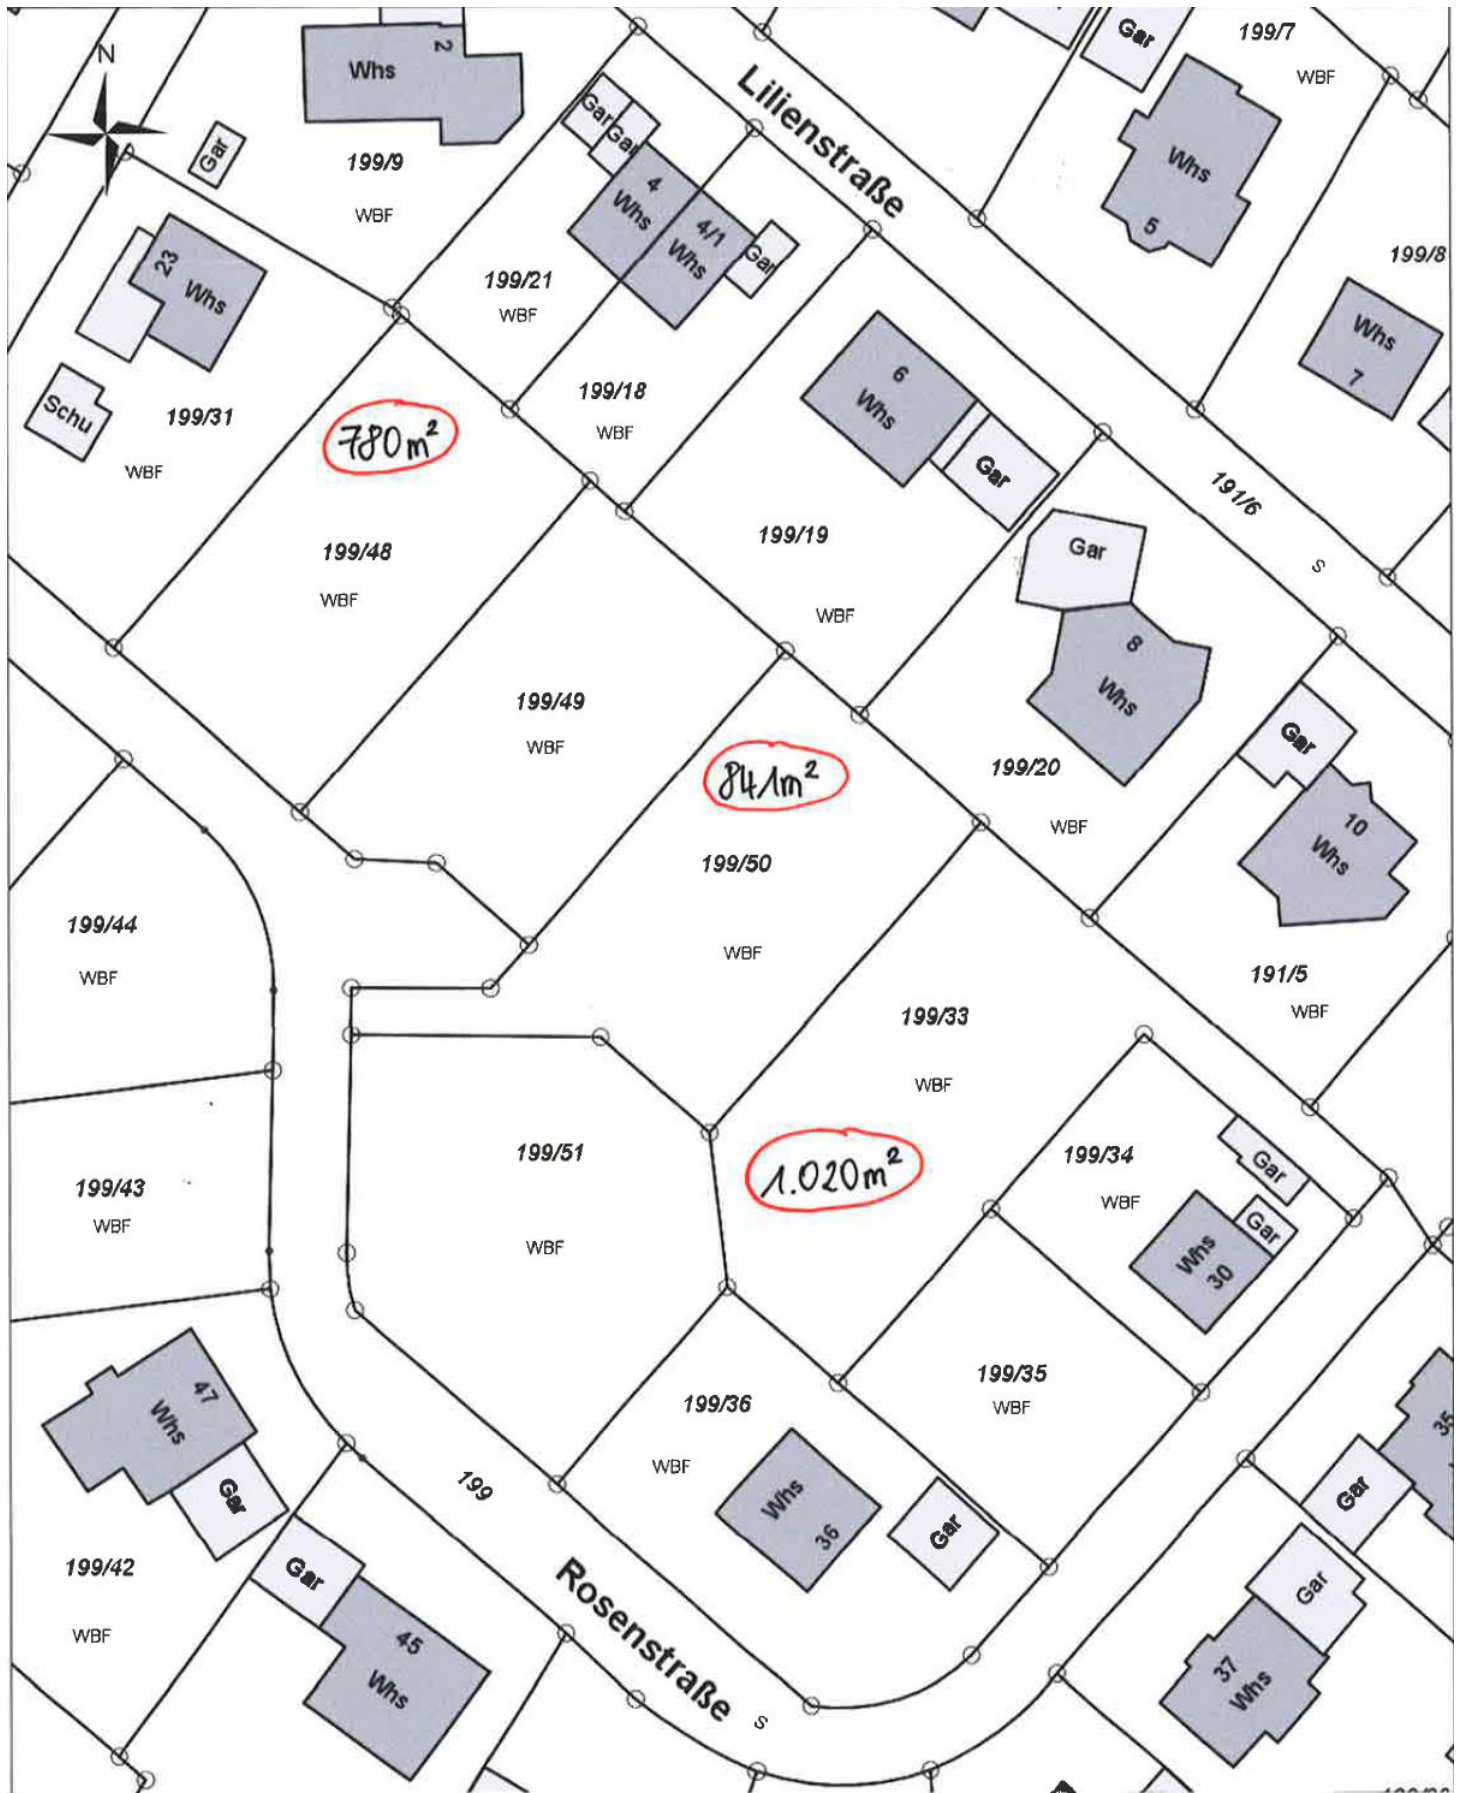 N
2
Whs
Gar
199/9
WBF
Lilienstraße
Gar
Gar
4
Whs
4/1
Whs
Gar
Gar
199/7
WBF
Whs
5
199/8
Whs
7
23
Whs
199/21
WBF
Schu
199/31
WBF
780m²
199/18
WBF
6
Whs
Gar
191/6
S
199/48
WBF
199/19
WBF
Gar
8
Whs
199/49
WBF
841m²
199/20
WBF
Gar
10
Whs
199/50
WBF
199/44
WBF
191/5
WBF
199/33
WBF
199/51
WBF
1.020m²
199/34
WBF
Gar
Gar
Whs
30
199/43
WBF
47
Whs
Gar
199/36
WBF
199/35
WBF
Whs
36
Gar
35
Gar
199
199/42
WBF
Gar
45
Whs
Rosenstraße
S
Gar
37
Whs